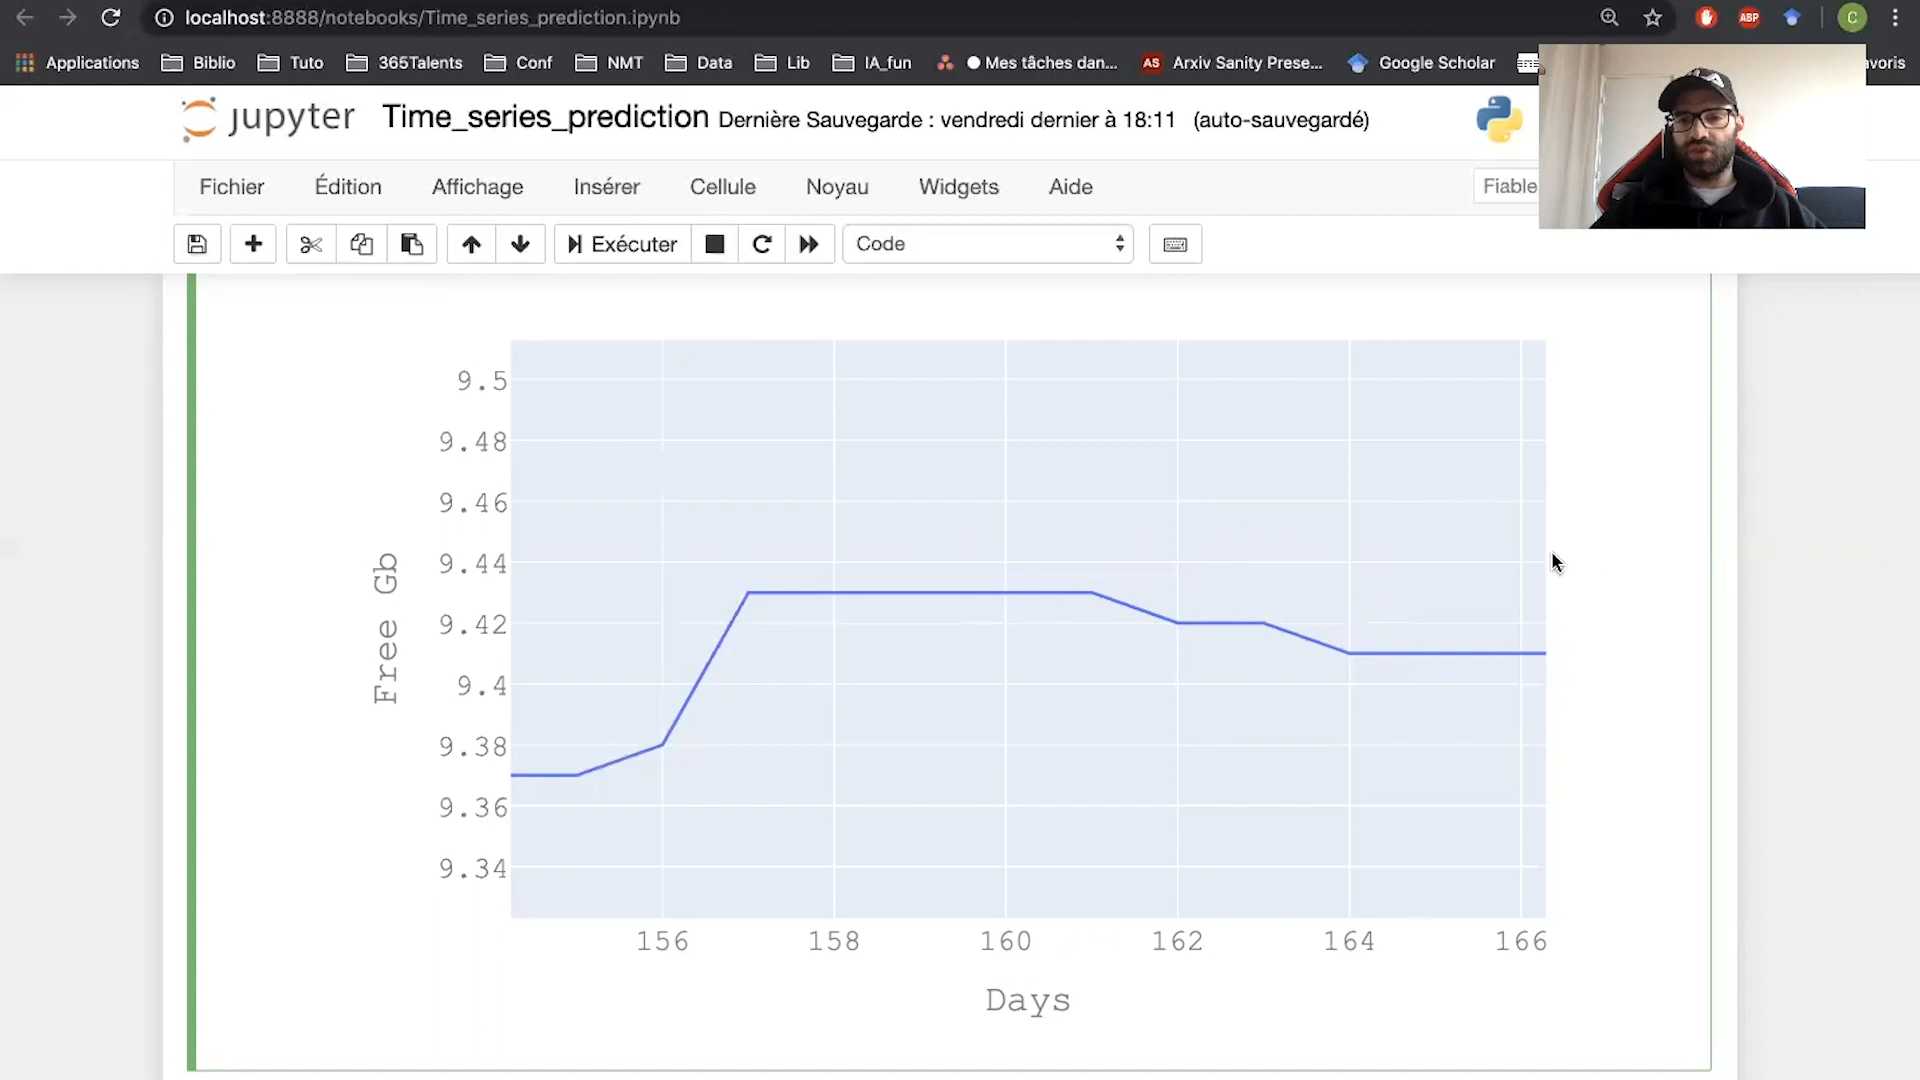 localhost:8888/notebooks/Time_series_prediction.ipynb
ABP
C
Applications Biblio Tuto 365Talents Conf NMT Data Lib IA_fun Mes tâches dan... AS Arxiv Sanity Prese... Google Scholar avoris
jupyter Time_series_prediction Dernière Sauvegarde : vendredi dernier à 18:11 (auto-sauvegardé)
Fichier Édition Affichage Insérer Cellule Noyau Widgets Aide Fiable
Exécuter Code
9.5
9.48
9.46
9.44
9.42
9.4
9.38
9.36
9.34
Free Gb
156 158 160 162 164 166
Days